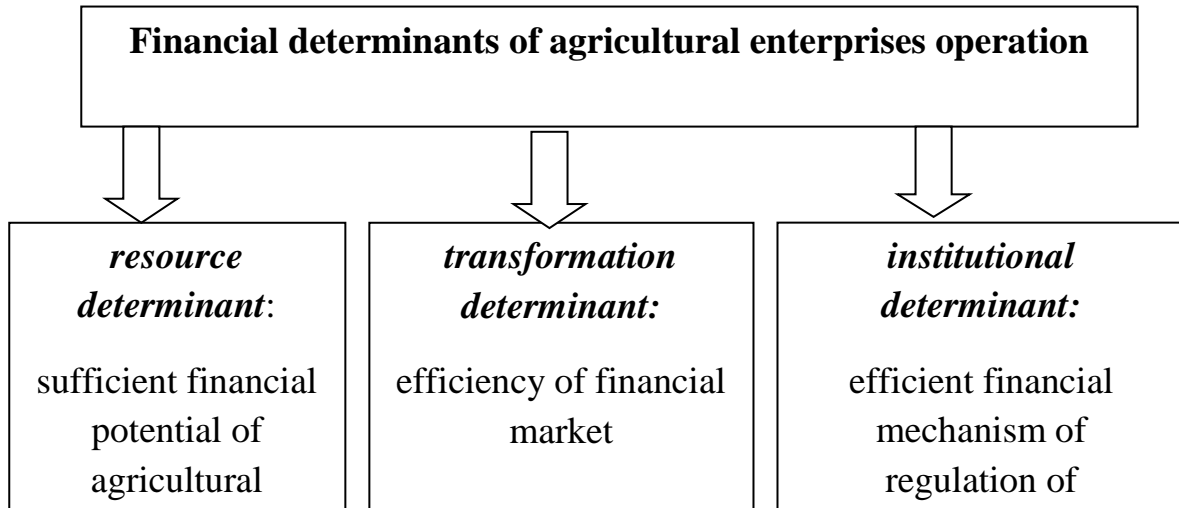 Financial determinants of agricultural enterprises operation
resource
determinant:
sufficient financial
potential of
agricultural
transformation
determinant:
efficiency of financial
market
institutional
determinant:
efficient financial
mechanism of
regulation of